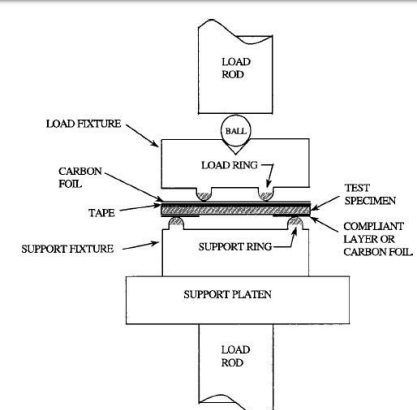 LOAD
ROD
LOAD FIXTURE
BALL
LOAD RING
CARBON
FOIL
TEST
SPECIMEN
TAPE
COMPLIANT
LAYER OR
CARBON FOIL
SUPPORT FIXTURE
SUPPORT RING
SUPPORT PLATEN
LOAD
ROD